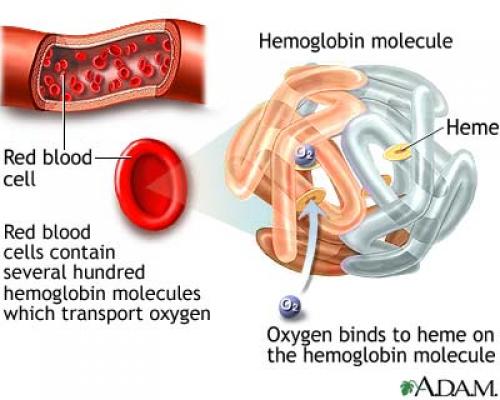 Hemoglobin molecule
Heme
O2
Red blood
cell
Red blood
cells contain
several hundred
hemoglobin molecules
which transport oxygen
O2
Oxygen binds to heme on
the hemoglobin molecule
A.D.A.M.